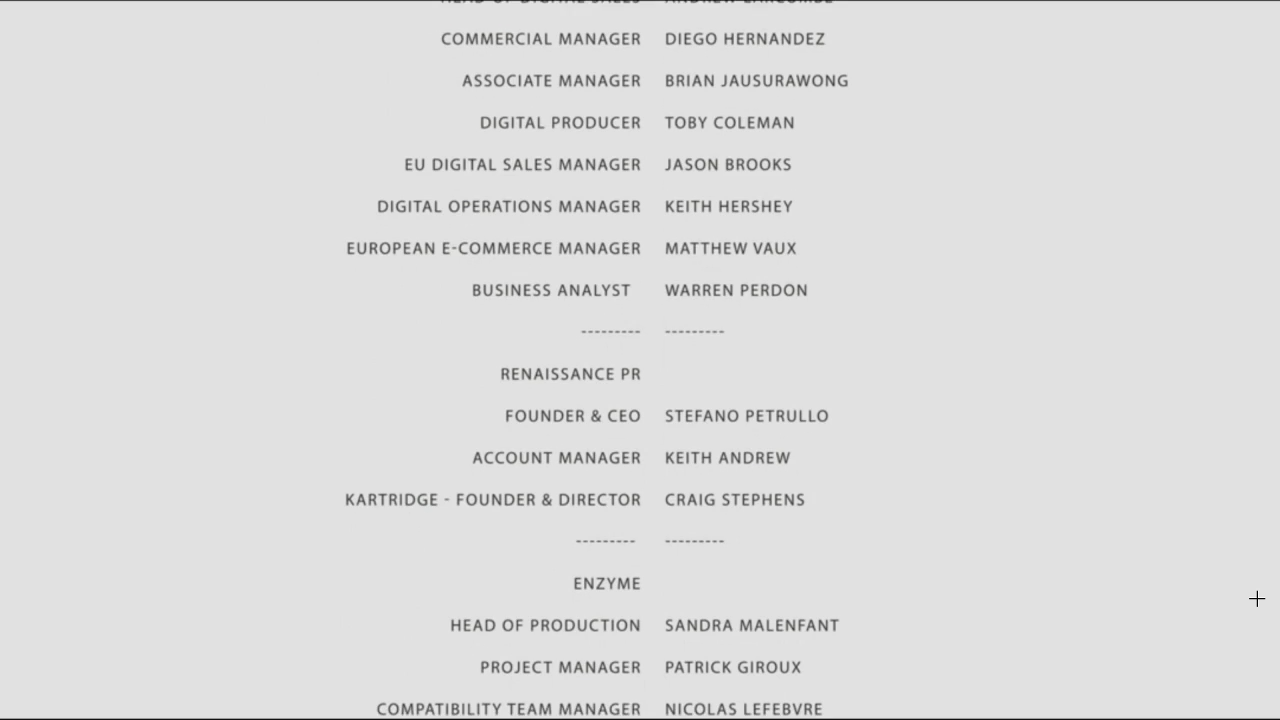 COMMERCIAL MANAGER DIEGO HERNANDEZ
ASSOCIATE MANAGER BRIAN JAUSURAWONG
DIGITAL PRODUCER TOBY COLEMAN
EU DIGITAL SALES MANAGER JASON BROOKS
DIGITAL OPERATIONS MANAGER KEITH HERSHEY
EUROPEAN E-COMMERCE MANAGER MATTHEW VAUX
BUSINESS ANALYST WARREN PERDON
--------- ---------
RENAISSANCE PR
FOUNDER & CEO STEFANO PETRULLO
ACCOUNT MANAGER KEITH ANDREW
KARTRIDGE - FOUNDER & DIRECTOR CRAIG STEPHENS
--------- ---------
ENZYME
HEAD OF PRODUCTION SANDRA MALENFANT
PROJECT MANAGER PATRICK GIROUX
COMPATIBILITY TEAM MANAGER NICOLAS LEFEBVRE